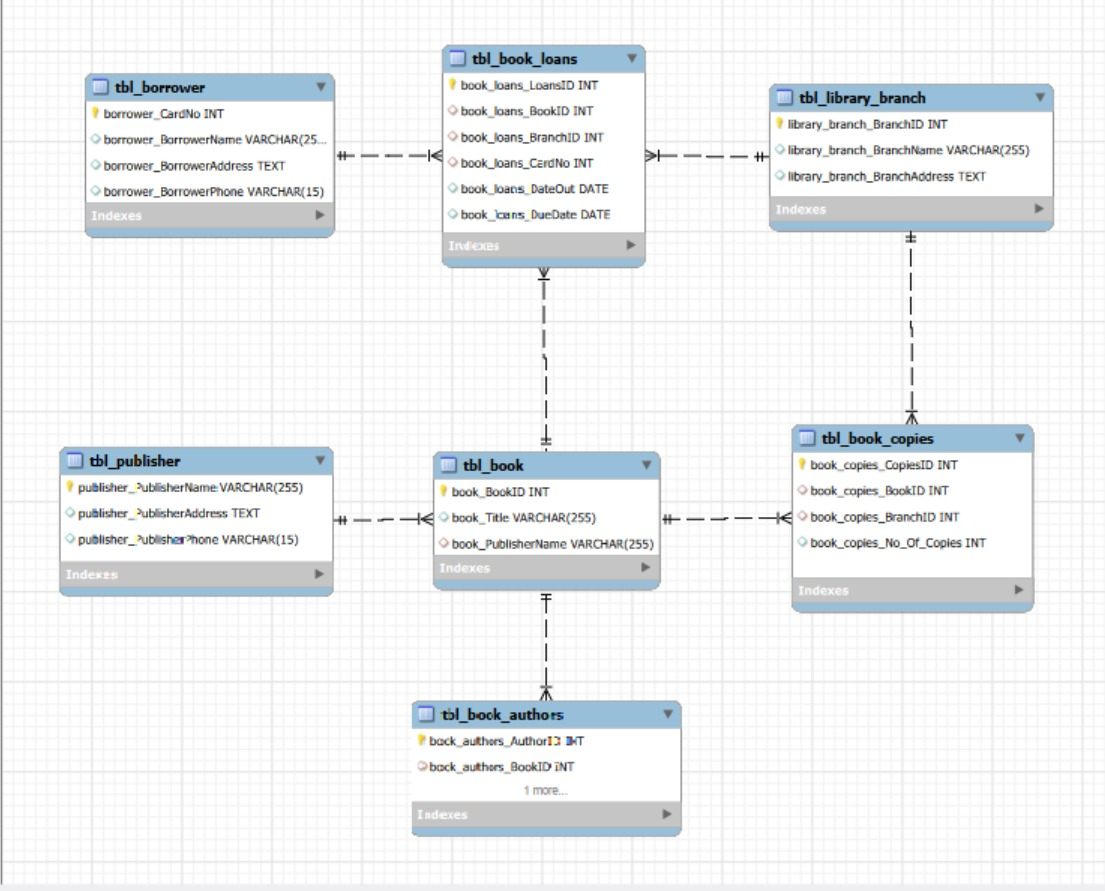 tbl_borrower
borrower_CardNo INT
borrower_BorrowerName VARCHAR(25...
borrower_BorrowerAddress TEXT
borrower_BorrowerPhone VARCHAR(15)
Indexes
tbl_book_loans
book_loans_LoansID INT
book_loans_BookID INT
book_loans_BranchID INT
book_loans_CardNo INT
book_loans_DateOut DATE
book_loans_DueDate DATE
Indexes
tbl_library_branch
library_branch_BranchID INT
library_branch_BranchName VARCHAR(255)
library_branch_BranchAddress TEXT
Indexes
tbl_publisher
publisher_PublisherName VARCHAR(255)
publisher_PublisherAddress TEXT
publisher_PublisherPhone VARCHAR(15)
Indexes
tbl_book
book_BookID INT
book_Title VARCHAR(255)
book_PublisherName VARCHAR(255)
Indexes
tbl_book_copies
book_copies_CopiesID INT
book_copies_BookID INT
book_copies_BranchID INT
book_copies_No_Of_Copies INT
Indexes
tbl_book_authors
book_authors_AuthorID INT
book_authors_BookID INT
1 more...
Indexes